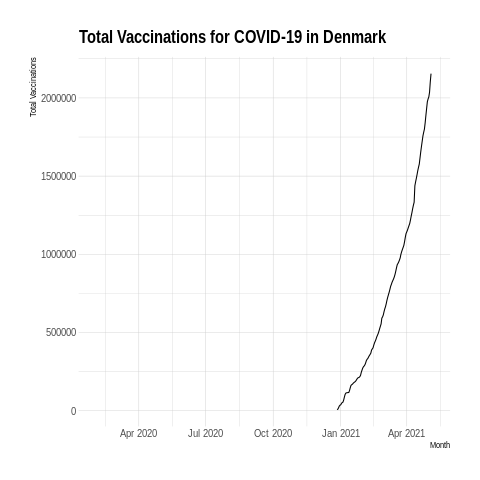 Total Vaccinations for COVID-19 in Denmark
Total Vaccinations
2000000
1500000
1000000
500000
0
Apr 2020 Jul 2020 Oct 2020 Jan 2021 Apr 2021
Month